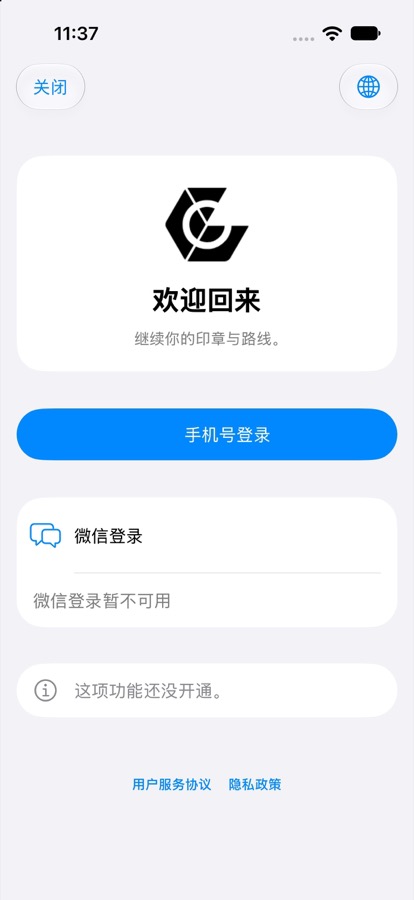 11:37
关闭
欢迎回来
继续你的印章与路线。
手机号登录
微信登录
微信登录暂不可用
这项功能还没开通。
用户服务协议 隐私政策